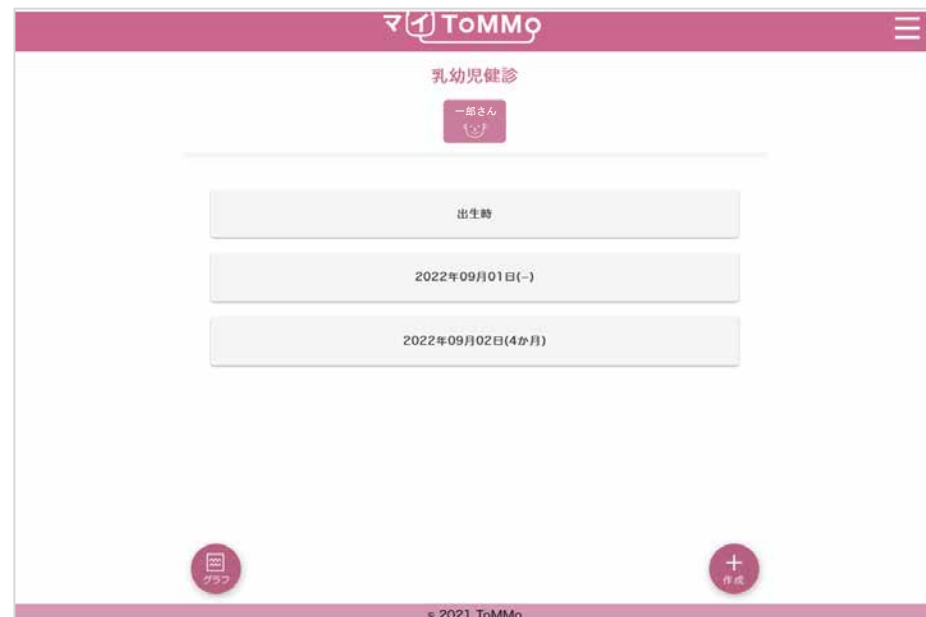 マイToMMo
乳幼児健診
一郎さん
出生時
2022年09月01日(-)
2022年09月02日(4か月)
グラフ
作成
© 2021 ToMMo